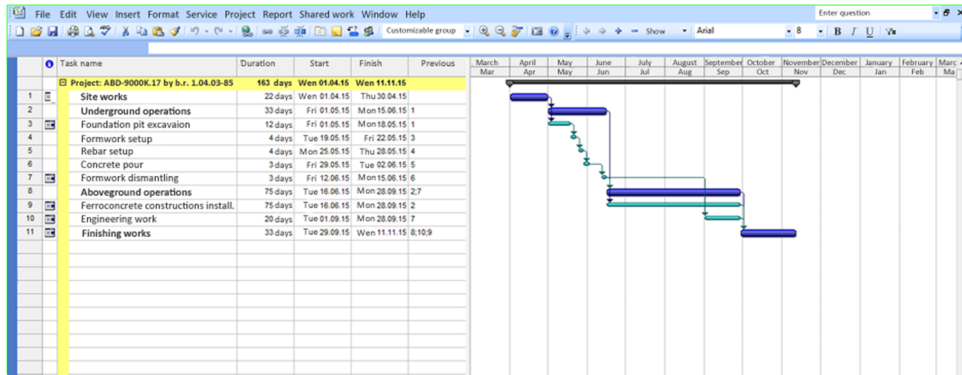 File Edit View Insert Format Service Project Report Shared work Window Help Enter question
Customizable group Show Arial 8 B I U
Task name Duration Start Finish Previous March April May June July August September October November December January February Marc
Mar Apr May Jun Jul Aug Sep Oct Nov Dec Jan Feb Ma
Project: ABD-9000K.17 by b.r. 1.04.03-85 163 days Wen 01.04.15 Wen 11.11.15
1 Site works 22 days Wen 01.04.15 Thu 30.04.15
2 Underground operations 33 days Fri 01.05.15 Mon 15.06.15 1
3 Foundation pit excavaion 12 days Fri 01.05.15 Mon 18.05.15 1
4 Formwork setup 4 days Tue 19.05.15 Fri 22.05.15 3
5 Rebar setup 4 days Mon 25.05.15 Thu 28.05.15 4
6 Concrete pour 3 days Fri 29.05.15 Tue 02.06.15 5
7 Formwork dismantling 3 days Fri 12.06.15 Mon 15.06.15 6
8 Aboveground operations 75 days Tue 16.06.15 Mon 28.09.15 2;7
9 Ferroconcrete constructions install. 75 days Tue 16.06.15 Mon 28.09.15 2
10 Engineering work 20 days Tue 01.09.15 Mon 28.09.15 7
11 Finishing works 33 days Tue 29.09.15 Wen 11.11.15 8;10;9